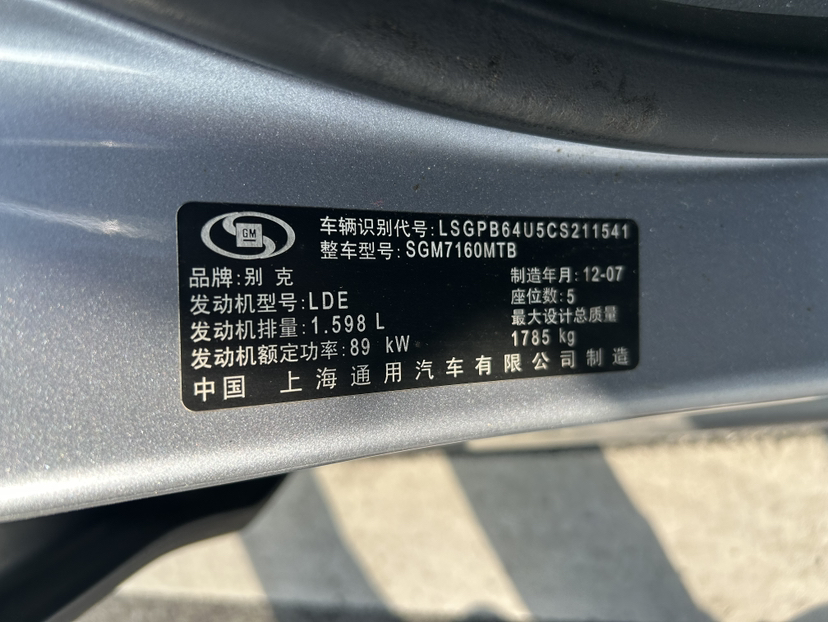 GM
车辆识别代号:LSGPB64U5CS211541
整车型号:SGM7160MTB
品牌:别 克
制造年月:12-07
发动机型号:LDE
座位数:5
发动机排量:1.598 L
最大设计总质量
1785 kg
发动机额定功率:89 kW
中国 上海通用汽车有限公司制造